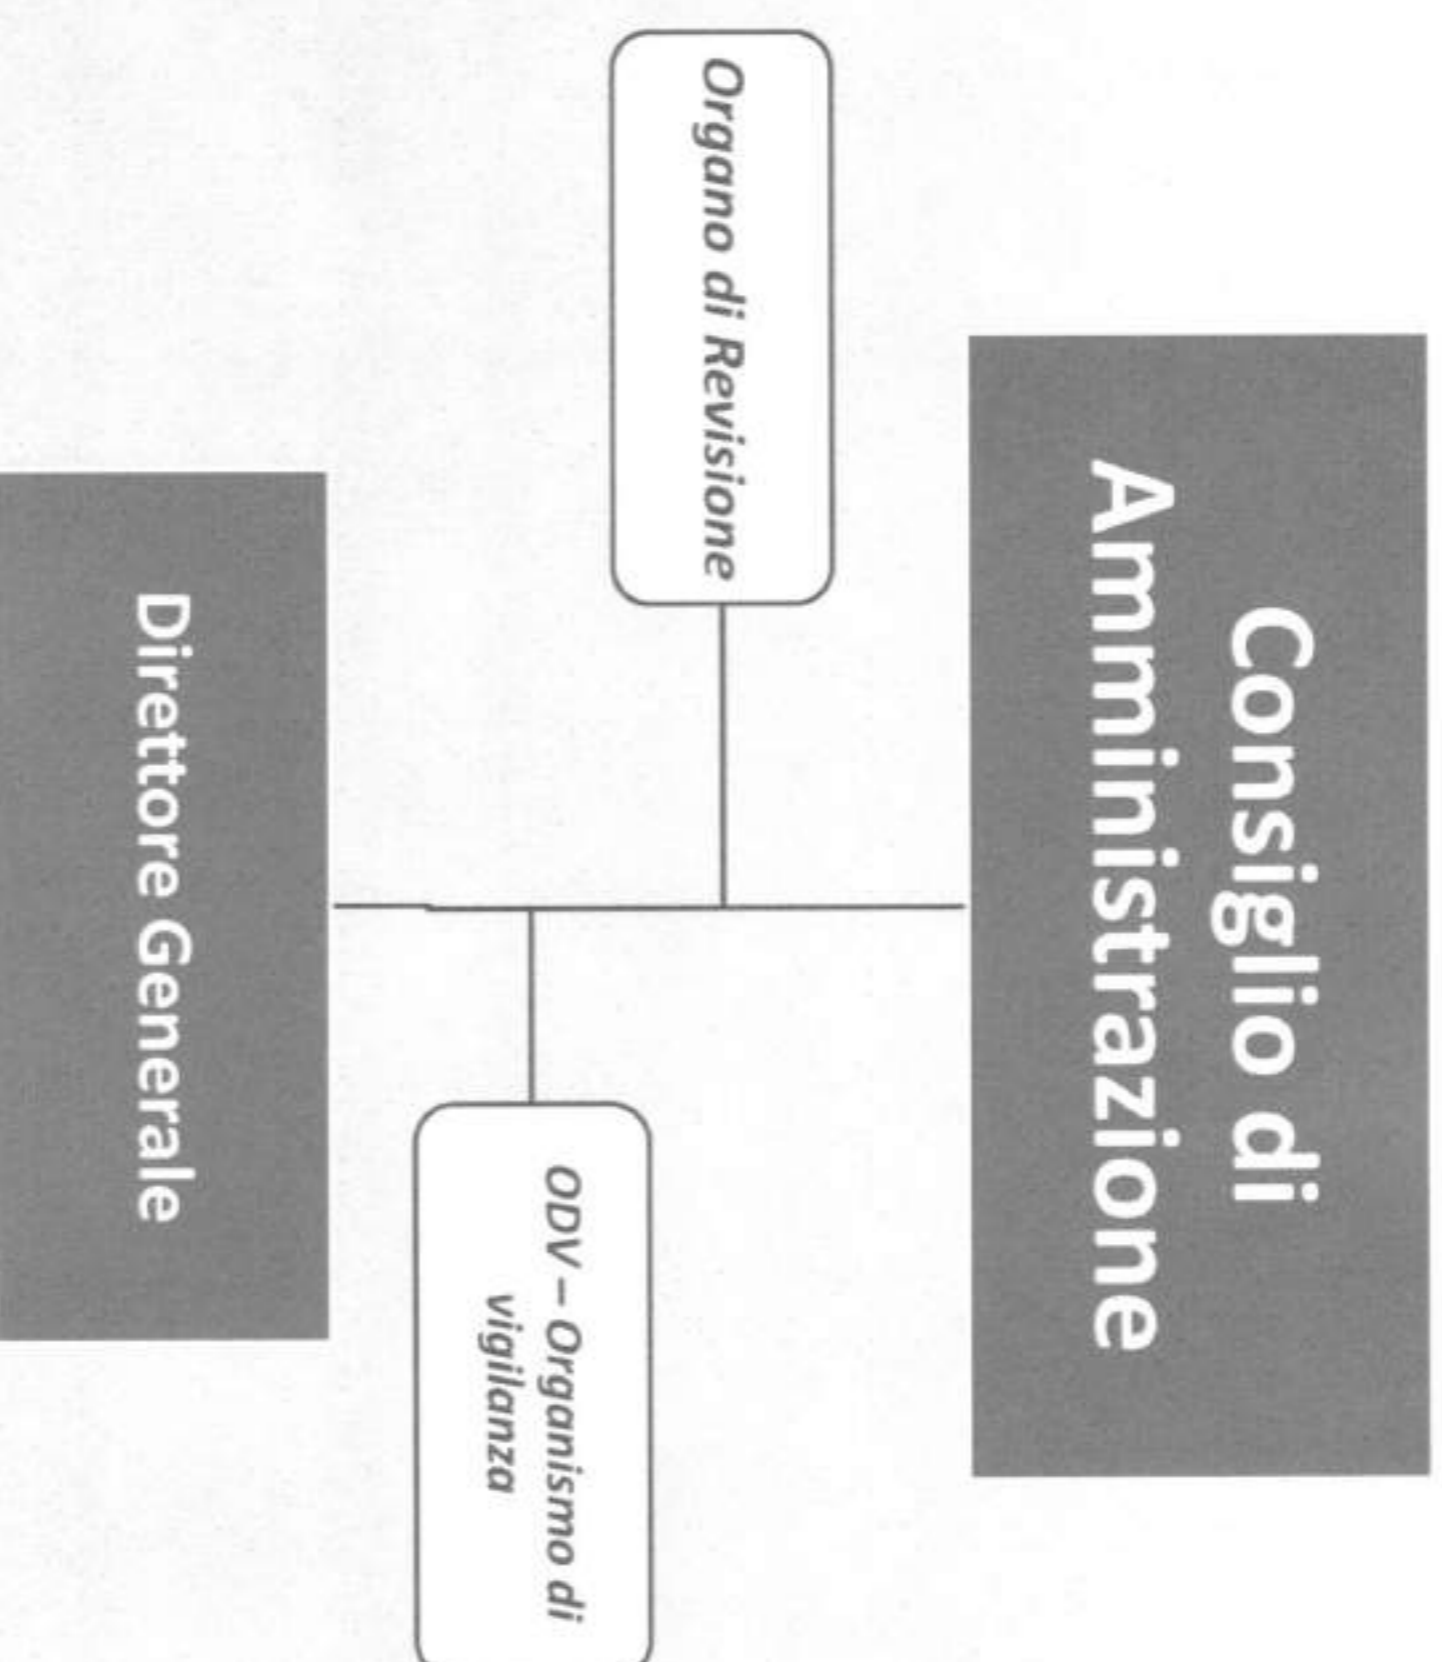 Consiglio di
Amministrazione
Organo di Revisione
ODV – Organismo di
vigilanza
Direttore Generale